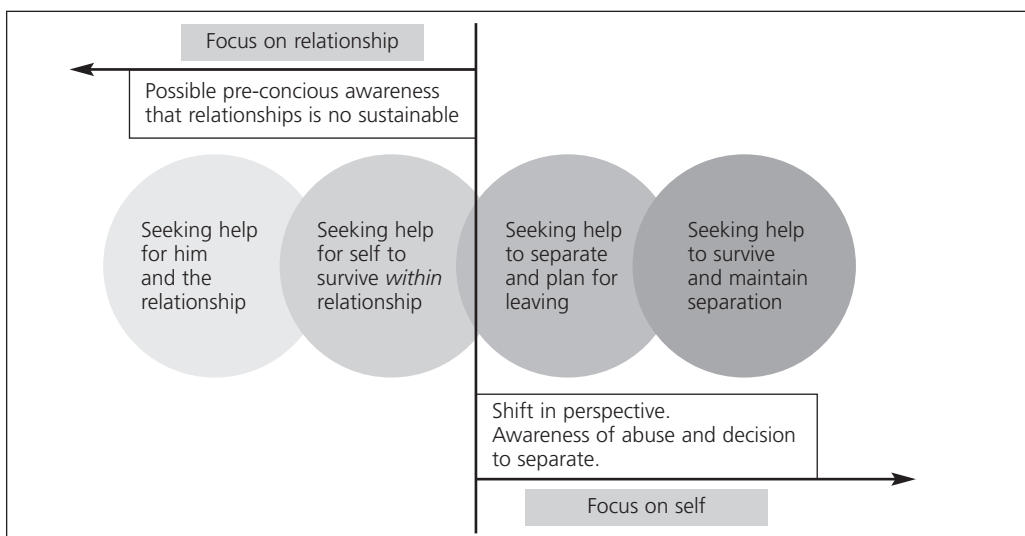 Focus on relationship
Possible pre-concious awareness
that relationships is no sustainable
Seeking help
for him
and the
relationship
Seeking help
for self to
survive within
relationship
Seeking help
to separate
and plan for
leaving
Seeking help
to survive
and maintain
separation
Shift in perspective.
Awareness of abuse and decision
to separate.
Focus on self